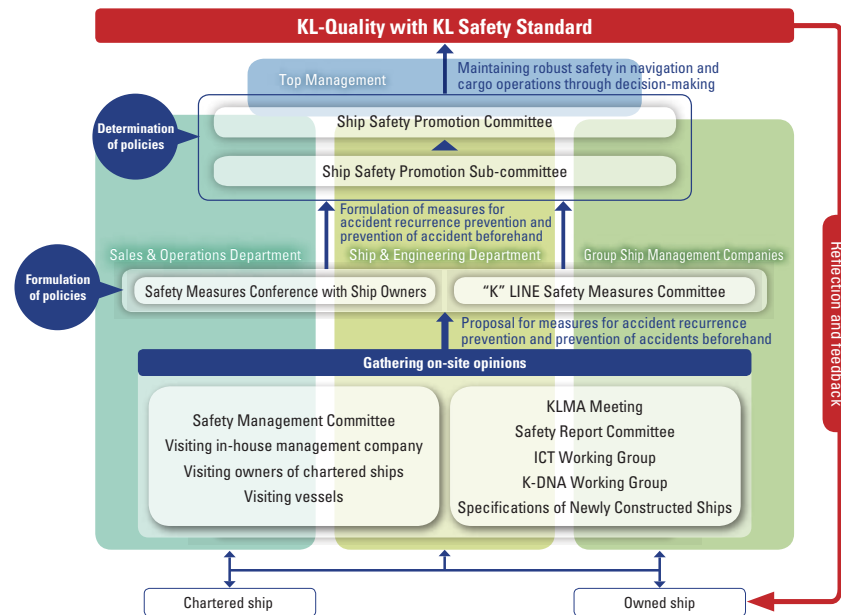 KL-Quality with KL Safety Standard
Top Management
Maintaining robust safety in navigation and
cargo operations through decision-making
Determination
of policies
Ship Safety Promotion Committee
Ship Safety Promotion Sub-committee
Formulation of measures for
accident recurrence prevention and
prevention of accident beforehand
Sales & Operations Department
Ship & Engineering Department
Group Ship Management Companies
Formulation
of policies
Safety Measures Conference with Ship Owners
“K” LINE Safety Measures Committee
Reflection and feedback
Proposal for measures for accident recurrence
prevention and prevention of accidents beforehand
Gathering on-site opinions
Safety Management Committee
Visiting in-house management company
Visiting owners of chartered ships
Visiting vessels
KLMA Meeting
Safety Report Committee
ICT Working Group
K-DNA Working Group
Specifications of Newly Constructed Ships
Chartered ship
Owned ship